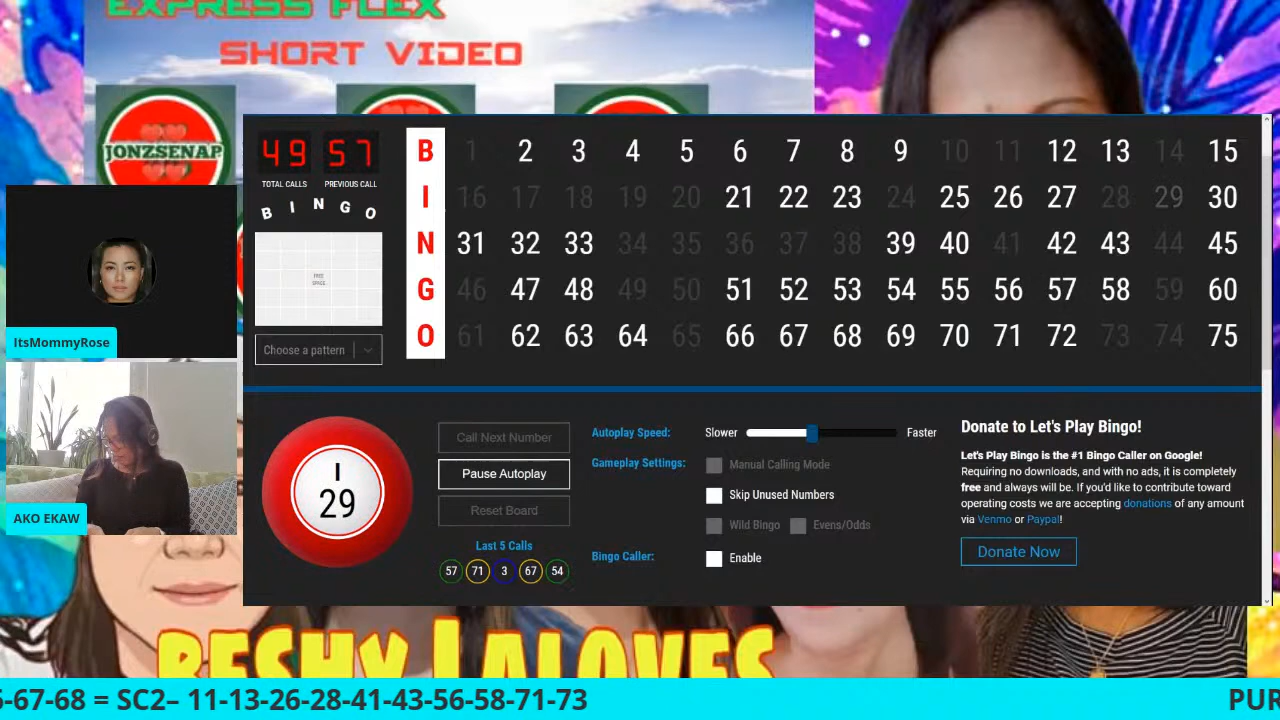 EXPRESS FLEX
SHORT VIDEO
JONZSENAP
49 57
TOTAL CALLS PREVIOUS CALL
B I N G O
FREE
SPACE
Choose a pattern
B 1 2 3 4 5 6 7 8 9 10 11 12 13 14 15
I 16 17 18 19 20 21 22 23 24 25 26 27 28 29 30
N 31 32 33 34 35 36 37 38 39 40 41 42 43 44 45
G 46 47 48 49 50 51 52 53 54 55 56 57 58 59 60
O 61 62 63 64 65 66 67 68 69 70 71 72 73 74 75
ItsMommyRose
AKO EKAW
I
29
Call Next Number
Pause Autoplay
Reset Board
Last 5 Calls
57 71 3 67 54
Autoplay Speed: Slower Faster
Gameplay Settings: Manual Calling Mode
Skip Unused Numbers
Wild Bingo Evens/Odds
Bingo Caller: Enable
Donate to Let's Play Bingo!
Let's Play Bingo is the #1 Bingo Caller on Google!
Requiring no downloads, and with no ads, it is completely
free and always will be. If you'd like to contribute toward
operating costs we are accepting donations of any amount
via Venmo or Paypal!
Donate Now
BESHY LALOVES
-67-68 = SC2– 11-13-26-28-41-43-56-58-71-73 PUR